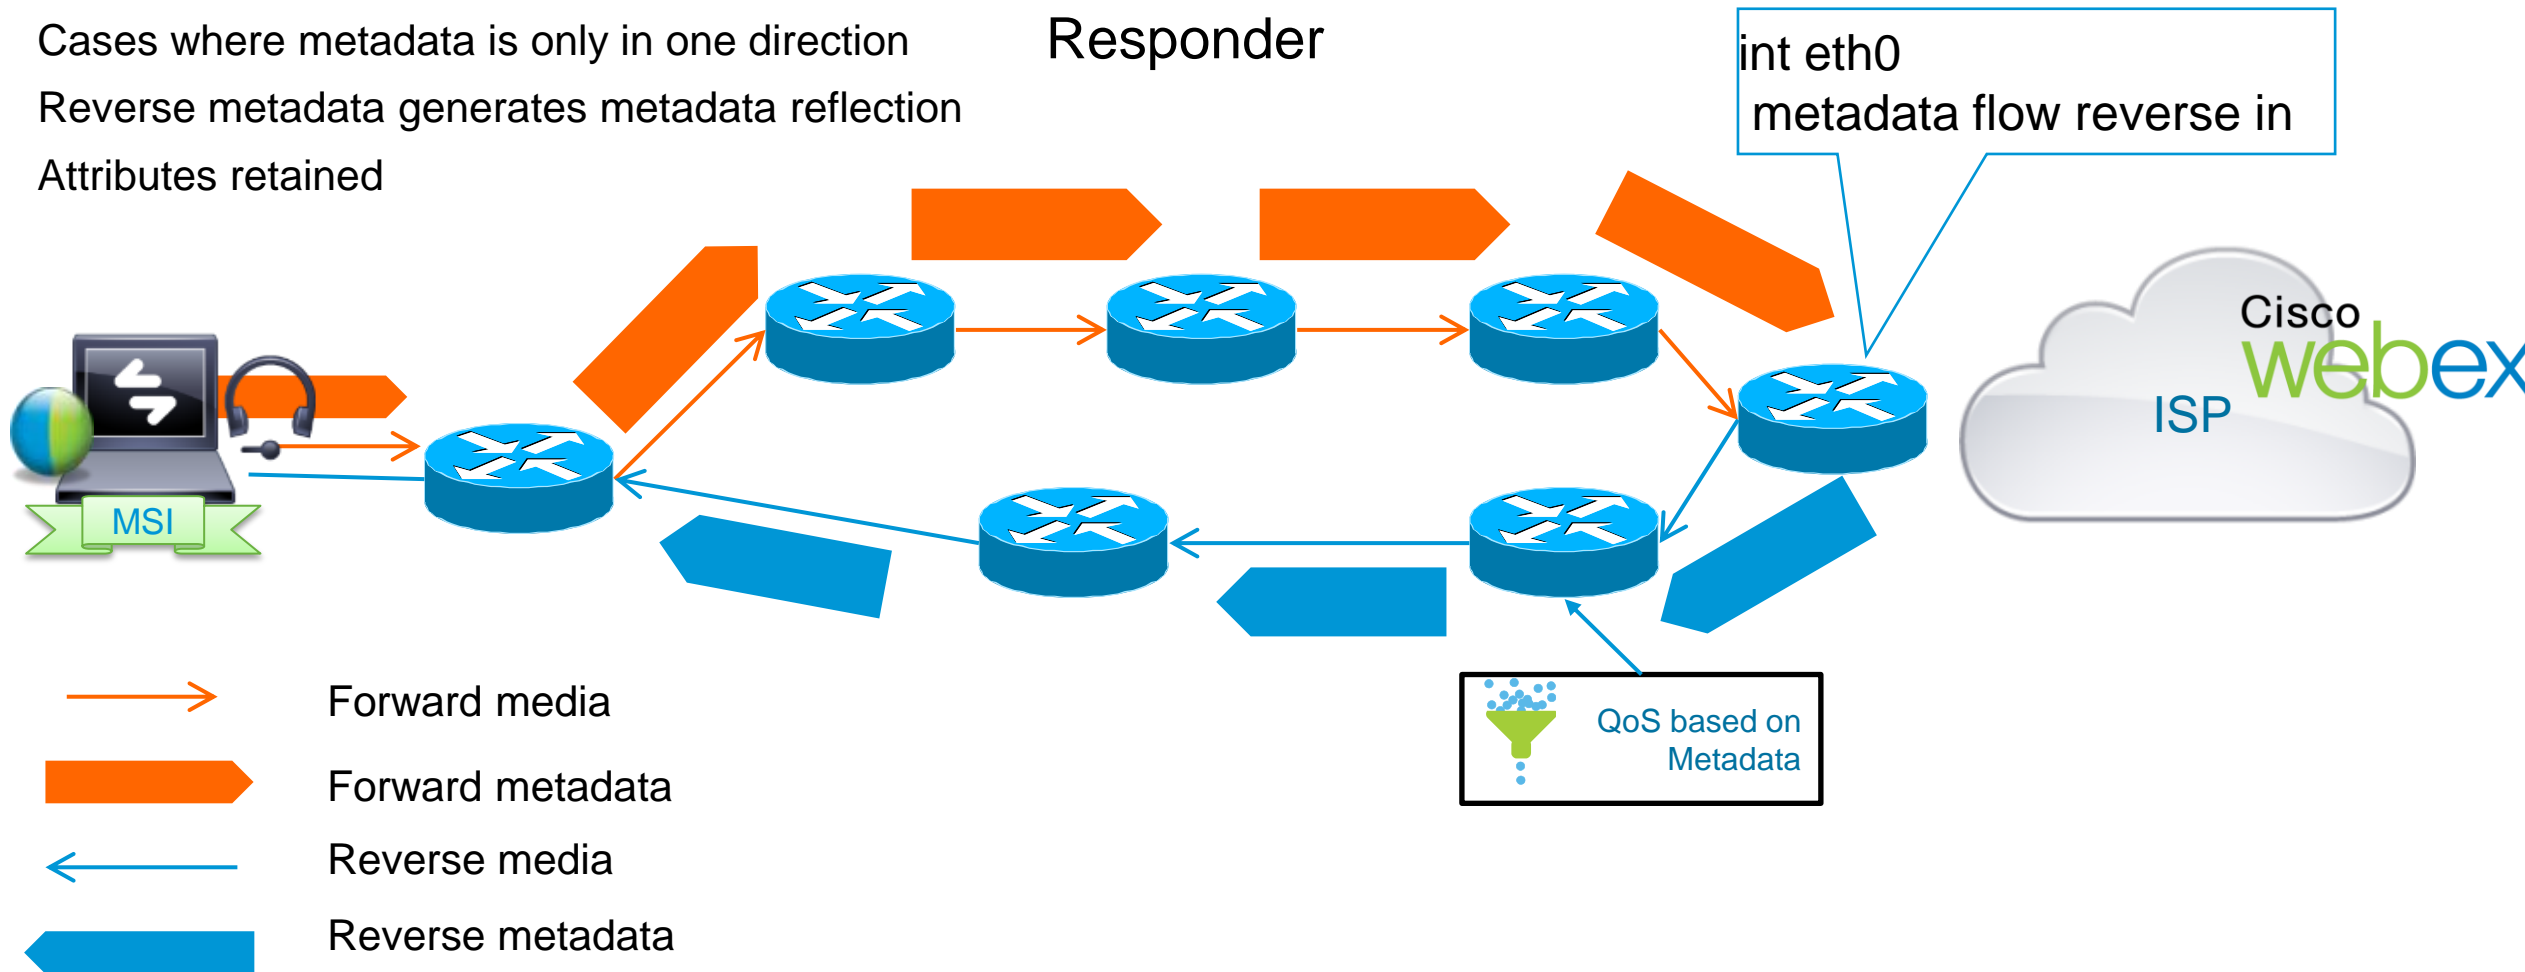 Cases where metadata is only in one direction
Reverse metadata generates metadata reflection
Attributes retained
Responder
int eth0
metadata flow reverse in
Cisco
webex
ISP
MSI
QoS based on
Metadata
Forward media
Forward metadata
Reverse media
Reverse metadata